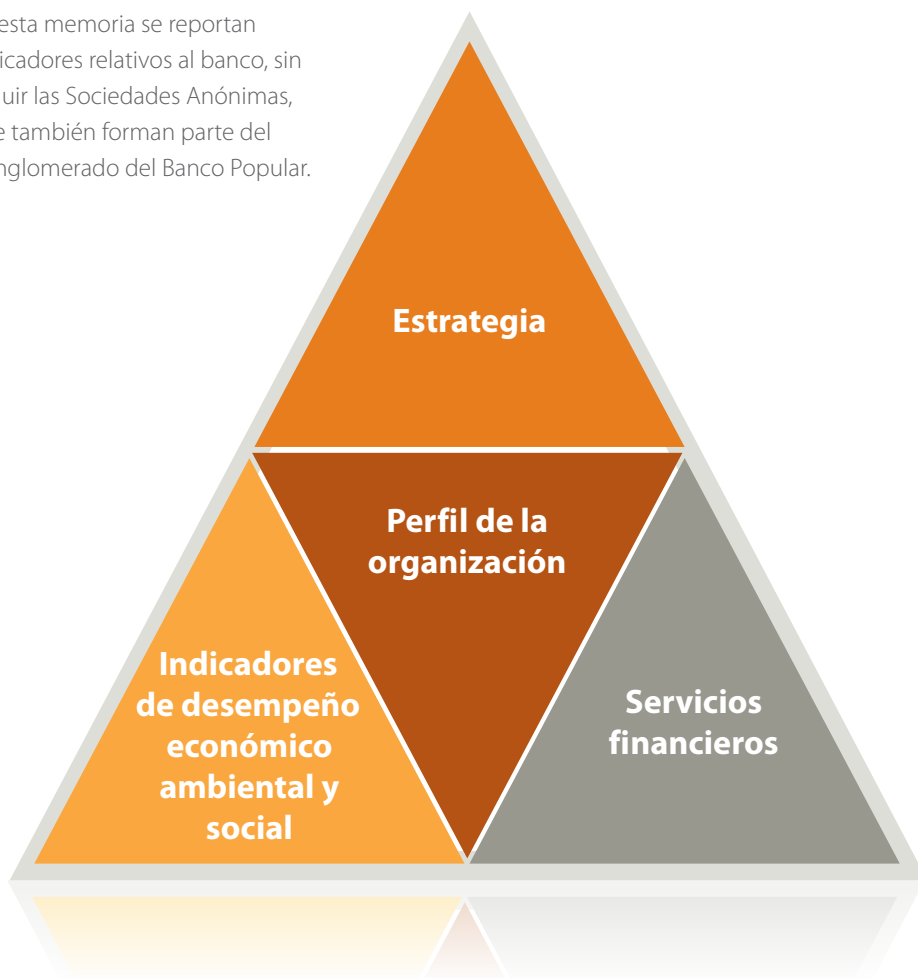 esta memoria se reportan
icadores relativos al banco, sin
uir las Sociedades Anónimas,
e también forman parte del
nglomerado del Banco Popular.
Estrategia
Perfil de la
organización
Indicadores
de desempeño
económico
ambiental y
social
Servicios
financieros